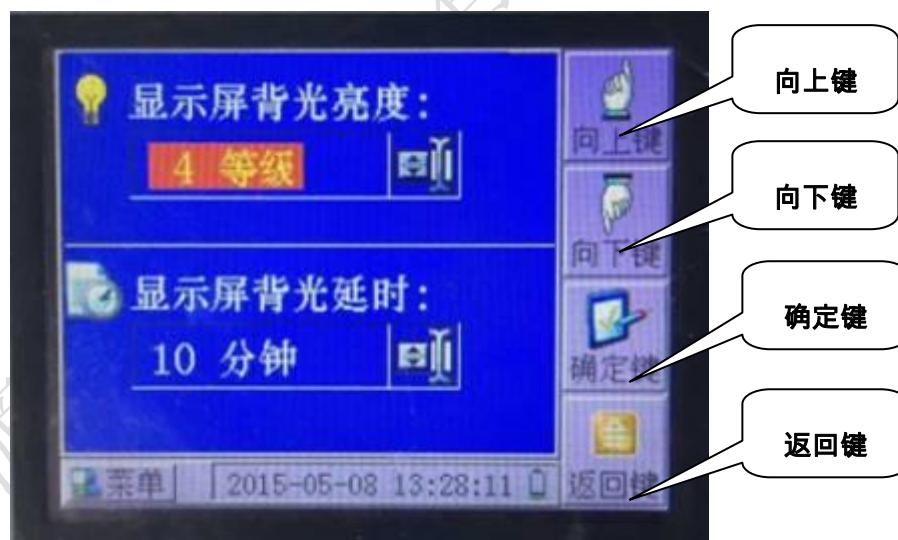 显示屏背光亮度：
4 等级
显示屏背光延时：
10 分钟
菜单
2015-05-08 13:28:11
向上键
向下键
确定键
返回键
向上键
向下键
确定键
返回键